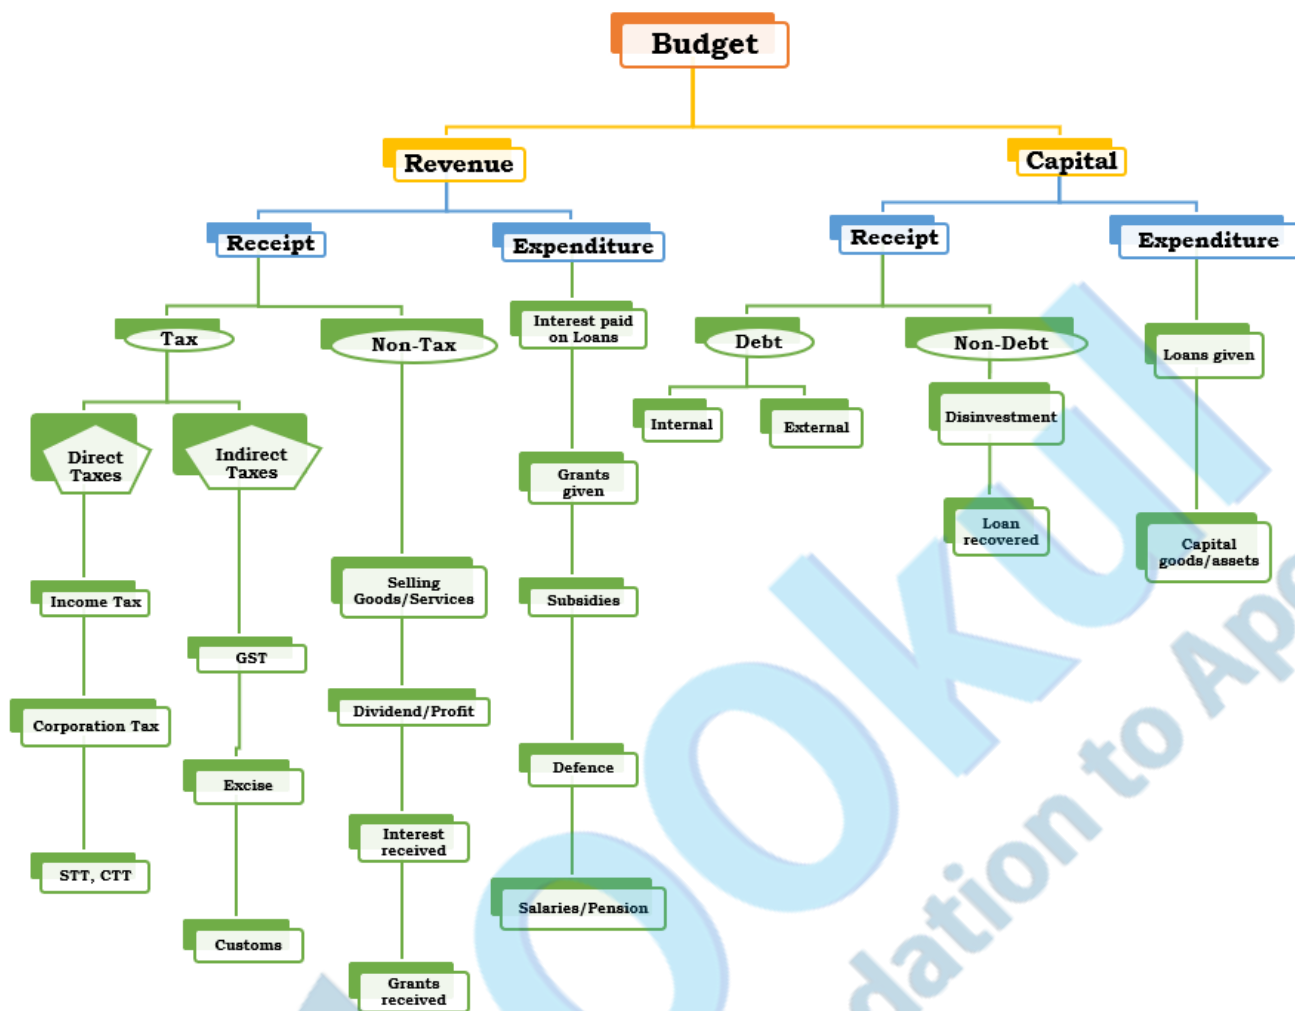 Budget
Revenue
Capital
Receipt
Expenditure
Receipt
Expenditure
Tax
Non-Tax
Interest paid
on Loans
Debt
Non-Debt
Loans given
Direct
Taxes
Indirect
Taxes
Internal
External
Disinvestment
Grants
given
Loan
recovered
Capital
goods/assets
Income Tax
Selling
Goods/Services
Subsidies
GST
Corporation Tax
Dividend/Profit
Defence
Excise
Interest
received
STT, CTT
Salaries/Pension
Customs
Grants
received